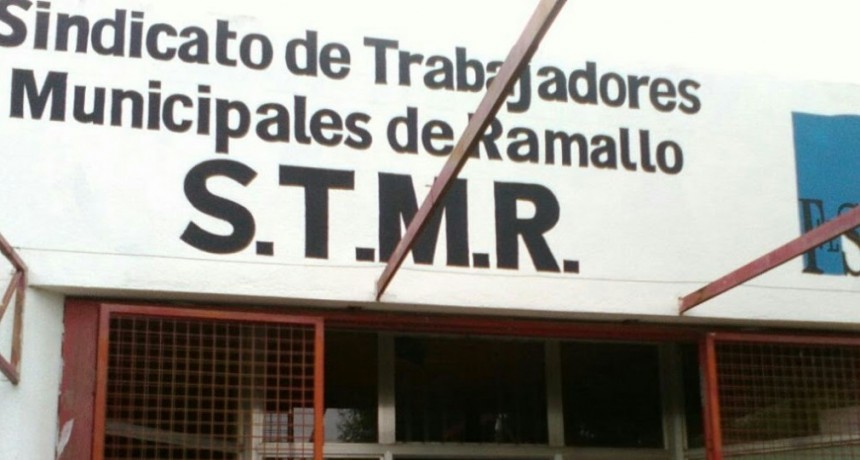 Sindicato de Trabajadores
Municipales de Ramallo
S.T.M.R.